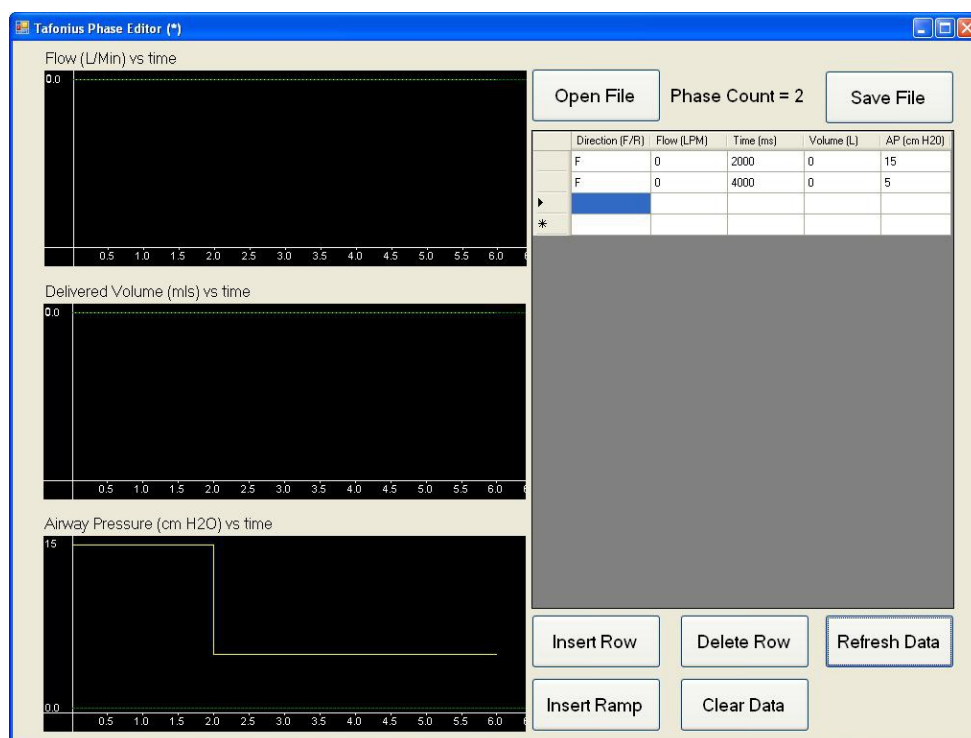 Tafonius Phase Editor (*)
Flow (L/Min) vs time
0.0
0.5 1.0 1.5 2.0 2.5 3.0 3.5 4.0 4.5 5.0 5.5 6.0
Delivered Volume (mls) vs time
0.0
0.5 1.0 1.5 2.0 2.5 3.0 3.5 4.0 4.5 5.0 5.5 6.0
Airway Pressure (cm H2O) vs time
15
0.0
0.5 1.0 1.5 2.0 2.5 3.0 3.5 4.0 4.5 5.0 5.5 6.0
Open File Phase Count = 2 Save File
Direction (F/R) Flow (LPM) Time (ms) Volume (L) AP (cm H20)
F 0 2000 0 15
F 0 4000 0 5
Insert Row Delete Row Refresh Data
Insert Ramp Clear Data